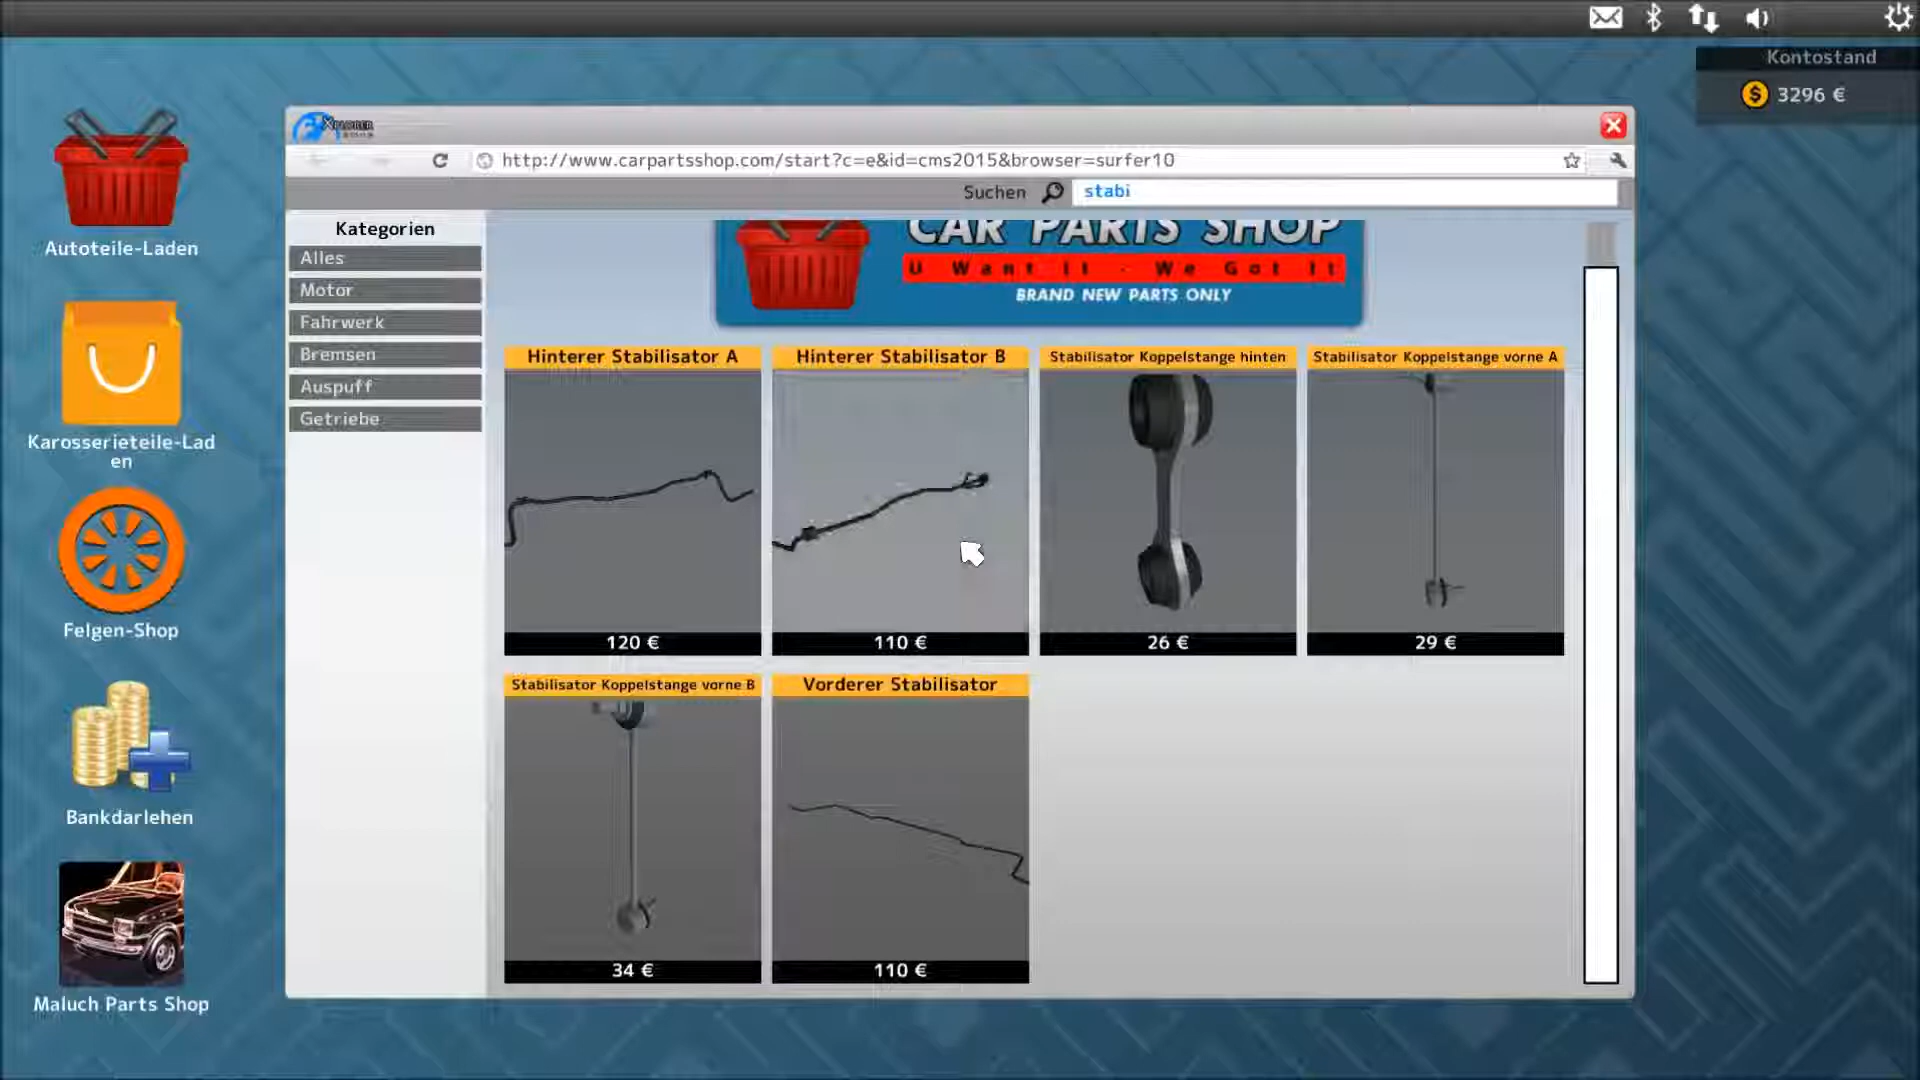 Kontostand
3296 €
Autoteile-Laden
Karosserieteile-Lad
en
Felgen-Shop
Bankdarlehen
Maluch Parts Shop
XPLORER
http://www.carpartsshop.com/start?c=e&id=cms2015&browser=surfer10
Suchen
stabi
Kategorien
Alles
Motor
Fahrwerk
Bremsen
Auspuff
Getriebe
CAR PARTS SHOP
U Want It - We Got It
BRAND NEW PARTS ONLY
Hinterer Stabilisator A
120 €
Hinterer Stabilisator B
110 €
Stabilisator Koppelstange hinten
26 €
Stabilisator Koppelstange vorne A
29 €
Stabilisator Koppelstange vorne B
34 €
Vorderer Stabilisator
110 €